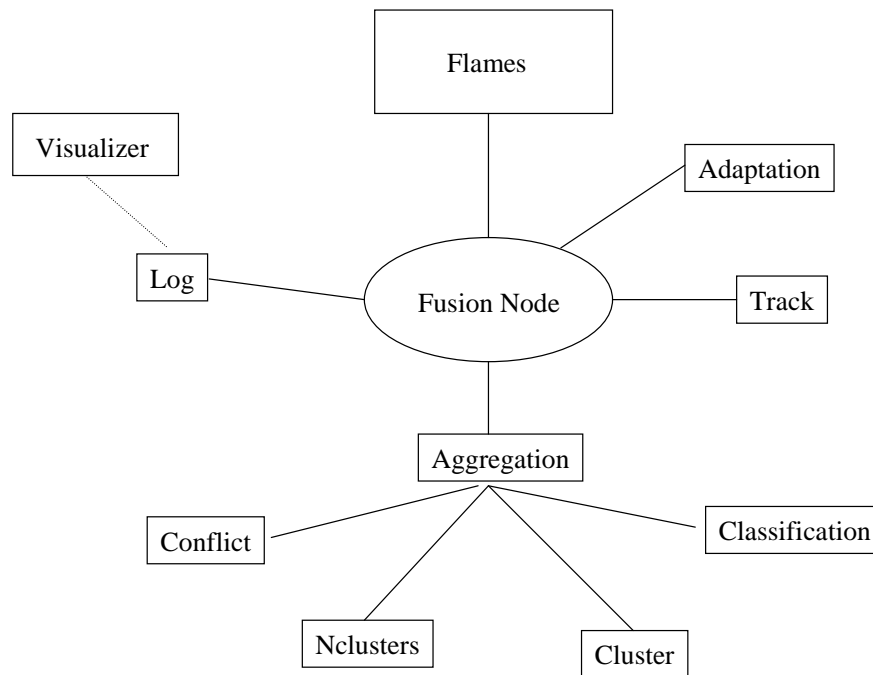 Flames
Visualizer
Adaptation
Log
Fusion Node
Track
Aggregation
Conflict
Classification
Nclusters
Cluster